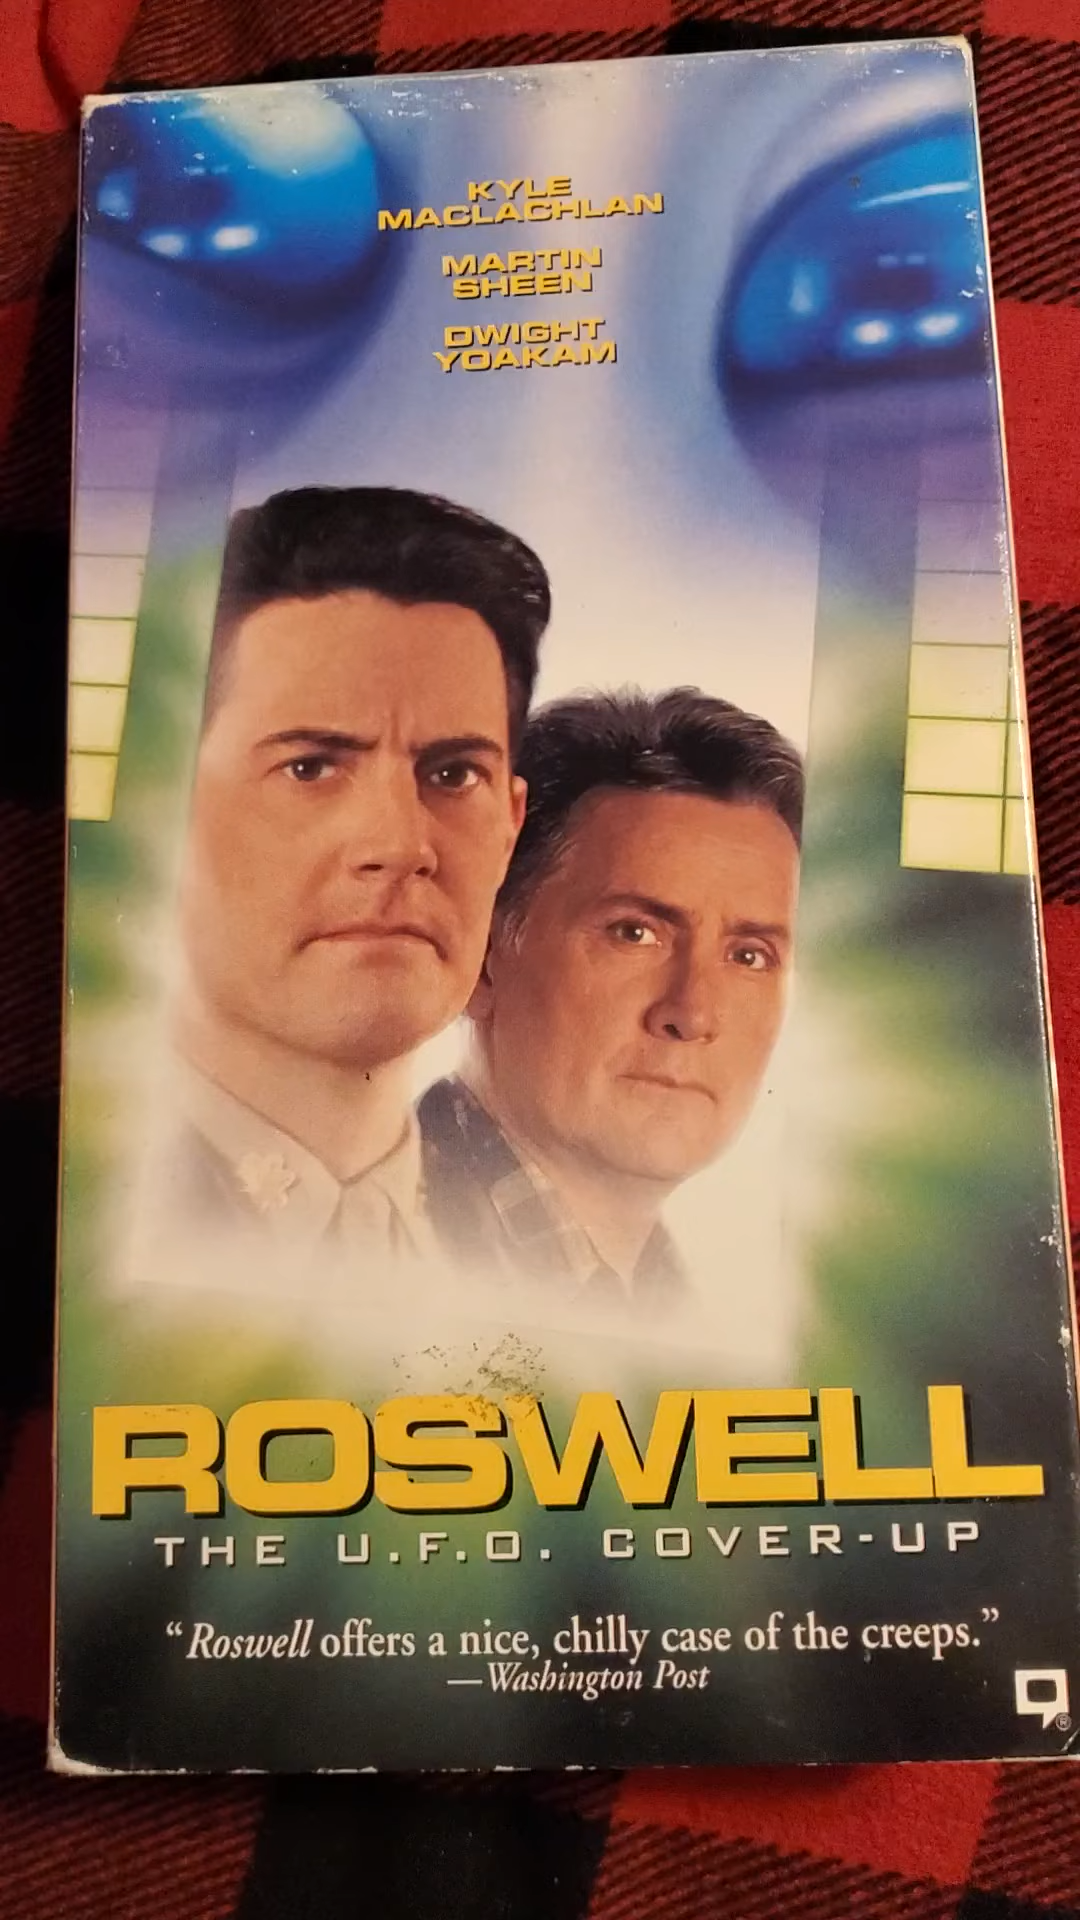 KYLE
MACLACHLAN
MARTIN
SHEEN
DWIGHT
YOAKAM
ROSWELL
THE U.F.O. COVER-UP
“Roswell offers a nice, chilly case of the creeps.”
—Washington Post
®